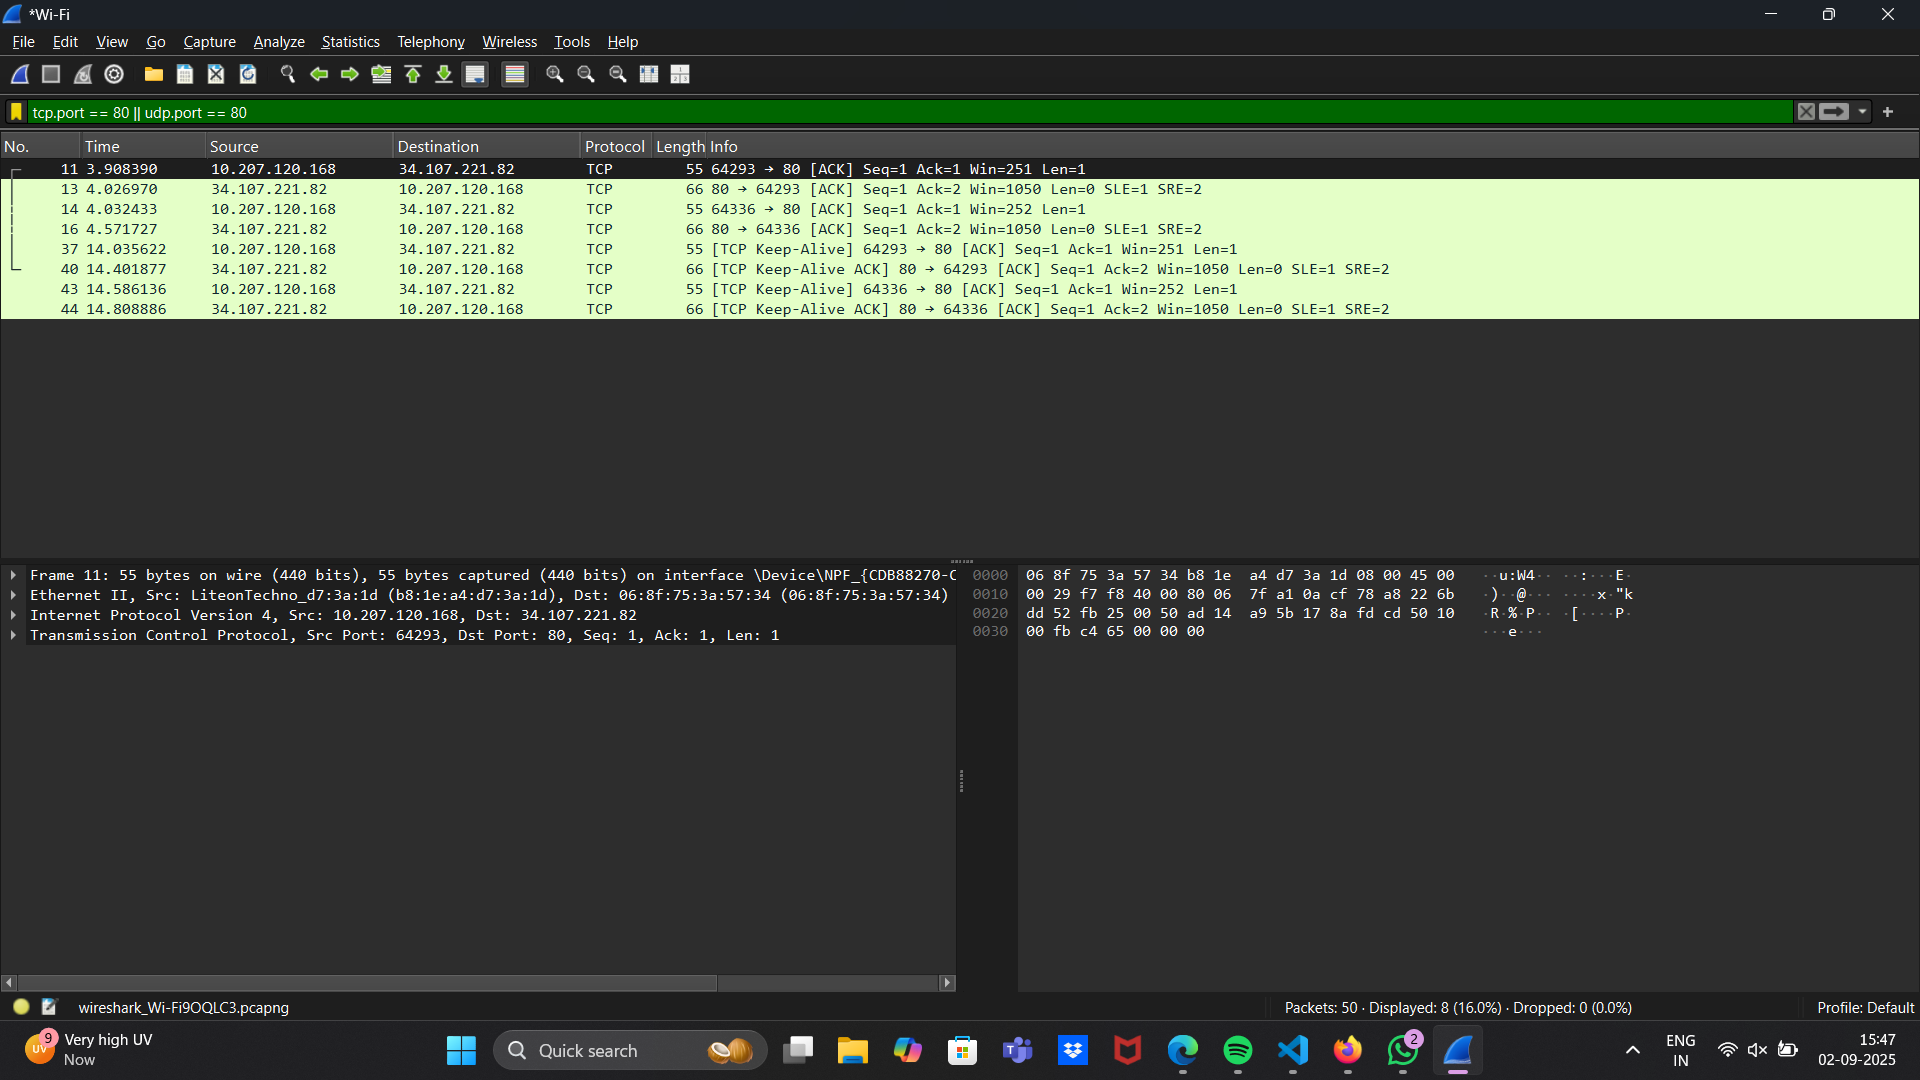 *Wi-Fi
File Edit View Go Capture Analyze Statistics Telephony Wireless Tools Help
tcp.port == 80 || udp.port == 80
No. Time Source Destination Protocol Length Info
11 3.908390 10.207.120.168 34.107.221.82 TCP 55 64293 → 80 [ACK] Seq=1 Ack=1 Win=251 Len=1
13 4.026970 34.107.221.82 10.207.120.168 TCP 66 80 → 64293 [ACK] Seq=1 Ack=2 Win=1050 Len=0 SLE=1 SRE=2
14 4.032433 10.207.120.168 34.107.221.82 TCP 55 64336 → 80 [ACK] Seq=1 Ack=1 Win=252 Len=1
16 4.571727 34.107.221.82 10.207.120.168 TCP 66 80 → 64336 [ACK] Seq=1 Ack=2 Win=1050 Len=0 SLE=1 SRE=2
37 14.035622 10.207.120.168 34.107.221.82 TCP 55 [TCP Keep-Alive] 64293 → 80 [ACK] Seq=1 Ack=1 Win=251 Len=1
40 14.401877 34.107.221.82 10.207.120.168 TCP 66 [TCP Keep-Alive ACK] 80 → 64293 [ACK] Seq=1 Ack=2 Win=1050 Len=0 SLE=1 SRE=2
43 14.586136 10.207.120.168 34.107.221.82 TCP 55 [TCP Keep-Alive] 64336 → 80 [ACK] Seq=1 Ack=1 Win=252 Len=1
44 14.808886 34.107.221.82 10.207.120.168 TCP 66 [TCP Keep-Alive ACK] 80 → 64336 [ACK] Seq=1 Ack=2 Win=1050 Len=0 SLE=1 SRE=2
Frame 11: 55 bytes on wire (440 bits), 55 bytes captured (440 bits) on interface \Device\NPF_{CDB88270-C
Ethernet II, Src: LiteonTechno_d7:3a:1d (b8:1e:a4:d7:3a:1d), Dst: 06:8f:75:3a:57:34 (06:8f:75:3a:57:34)
Internet Protocol Version 4, Src: 10.207.120.168, Dst: 34.107.221.82
Transmission Control Protocol, Src Port: 64293, Dst Port: 80, Seq: 1, Ack: 1, Len: 1
0000 06 8f 75 3a 57 34 b8 1e a4 d7 3a 1d 08 00 45 00 ··u:W4·· ··:···E·
0010 00 29 f7 f8 40 00 80 06 7f a1 0a cf 78 a8 22 6b ·)··@··· ····x·"k
0020 dd 52 fb 25 00 50 ad 14 a9 5b 17 8a fd cd 50 10 ·R·%·P·· ·[····P·
0030 00 fb c4 65 00 00 00 ···e···
wireshark_Wi-Fi9OQLC3.pcapng
Packets: 50 · Displayed: 8 (16.0%) · Dropped: 0 (0.0%)
Profile: Default
9
UV
Very high UV
Now
Quick search
2
ENG
IN
15:47
02-09-2025